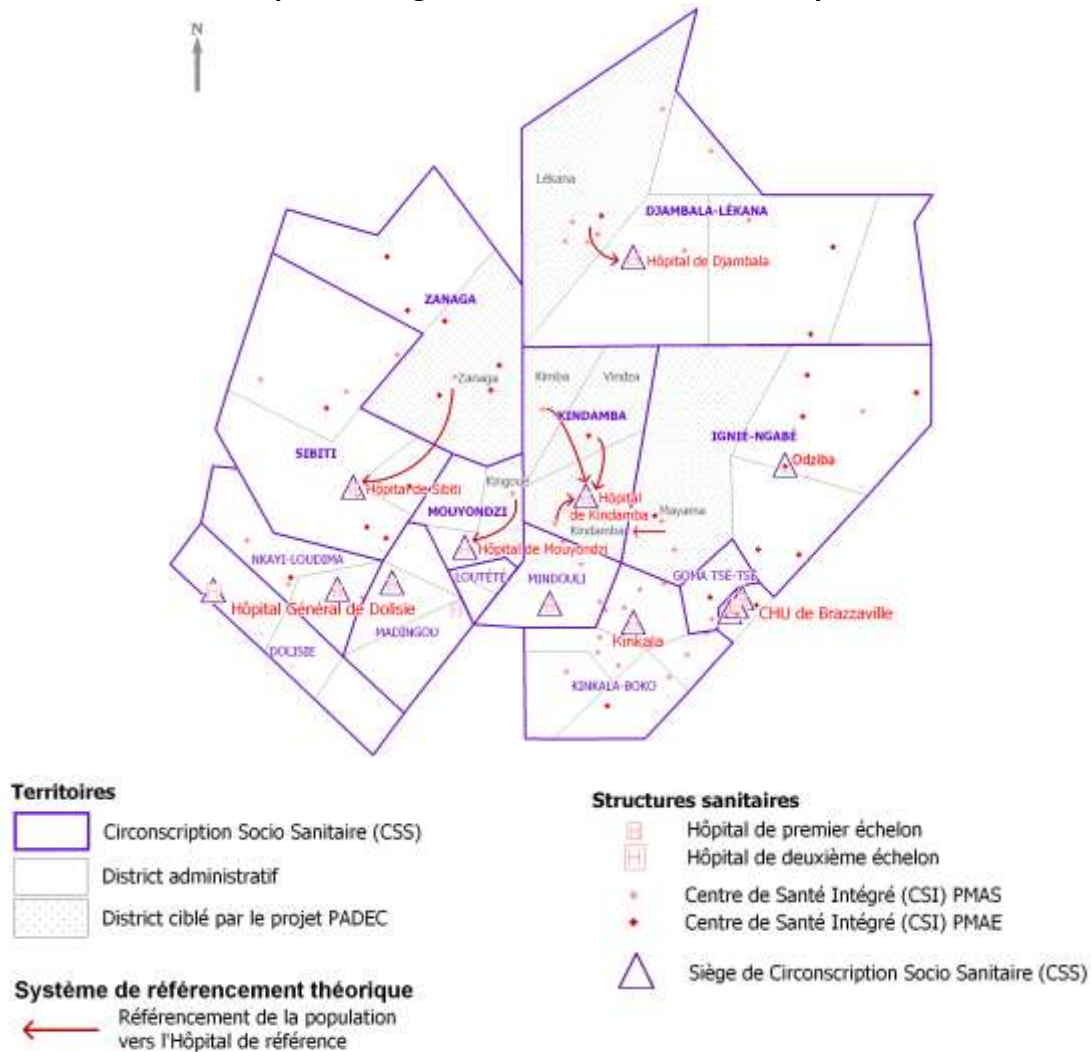 N
Lékana
DJAMBALA-LÉKANA
Hôpital de Djambala
ZANAGA
Zanaga
Kimba
Vindza
KINDAMBA
IGNIÉ-NGABÉ
Odziba
SIBITI
Hôpital de Sibiti
Kingoué
MOUYONDZI
Hôpital
de Kindamba
Mayama
Kindamba
Hôpital de Mouyondzi
NKAYI-LOUDIMA
LOUTÉTÉ
MINDOULI
GOMA TSÉ-TSÉ
Hôpital Général de Dolisie
CHU de Brazzaville
MADINGOU
Kinkala
DOLISIE
KINKALA-BOKO
Territoires
Circonscription Socio Sanitaire (CSS)
District administratif
District ciblé par le projet PADEC
Système de référencement théorique
Référencement de la population
vers l'Hôpital de référence
Structures sanitaires
H Hôpital de premier échelon
H Hôpital de deuxième échelon
Centre de Santé Intégré (CSI) PMAS
Centre de Santé Intégré (CSI) PMAE
Siège de Circonscription Socio Sanitaire (CSS)